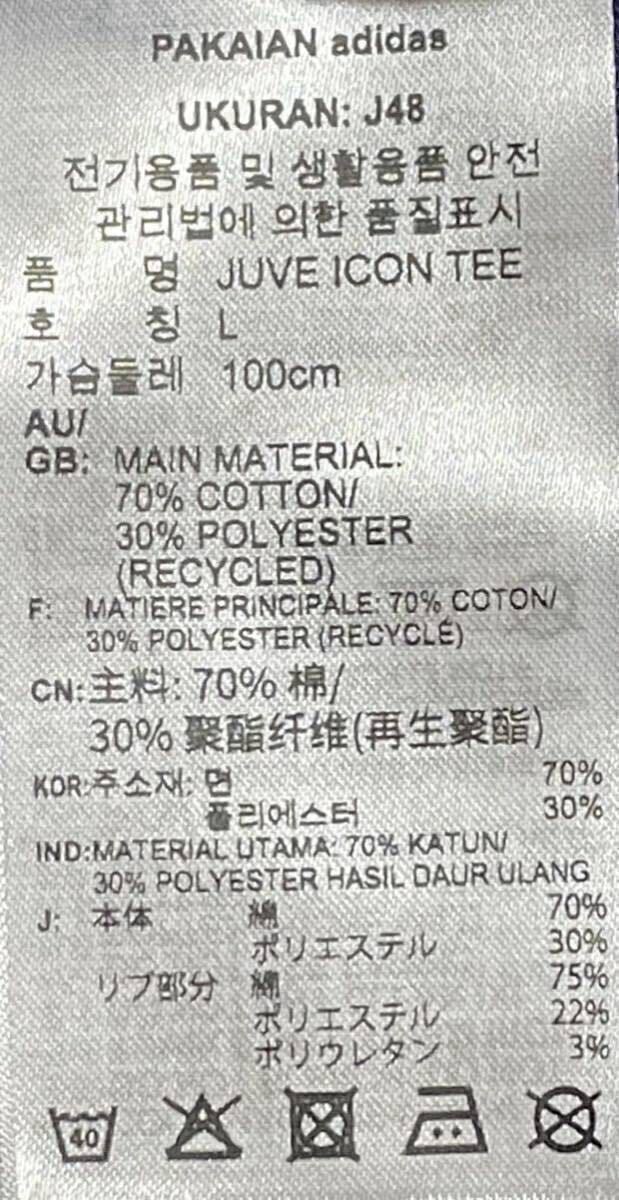 PAKAIAN adidas
UKURAN: J48
전기용품 및 생활용품 안전
관리법에 의한 품질표시
품 명 JUVE ICON TEE
호 칭 L
가슴둘레 100cm
AU/
GB: MAIN MATERIAL:
70% COTTON/
30% POLYESTER
(RECYCLED)
F: MATIERE PRINCIPALE: 70% COTON/
30% POLYESTER (RECYCLÉ)
CN: 主料: 70% 棉/
30% 聚酯纤维(再生聚酯)
KOR: 주소재: 면 70%
폴리에스터 30%
IND: MATERIAL UTAMA: 70% KATUN/
30% POLYESTER HASIL DAUR ULANG
J: 本体 綿 70%
ポリエステル 30%
リブ部分 綿 75%
ポリエステル 22%
ポリウレタン 3%
40